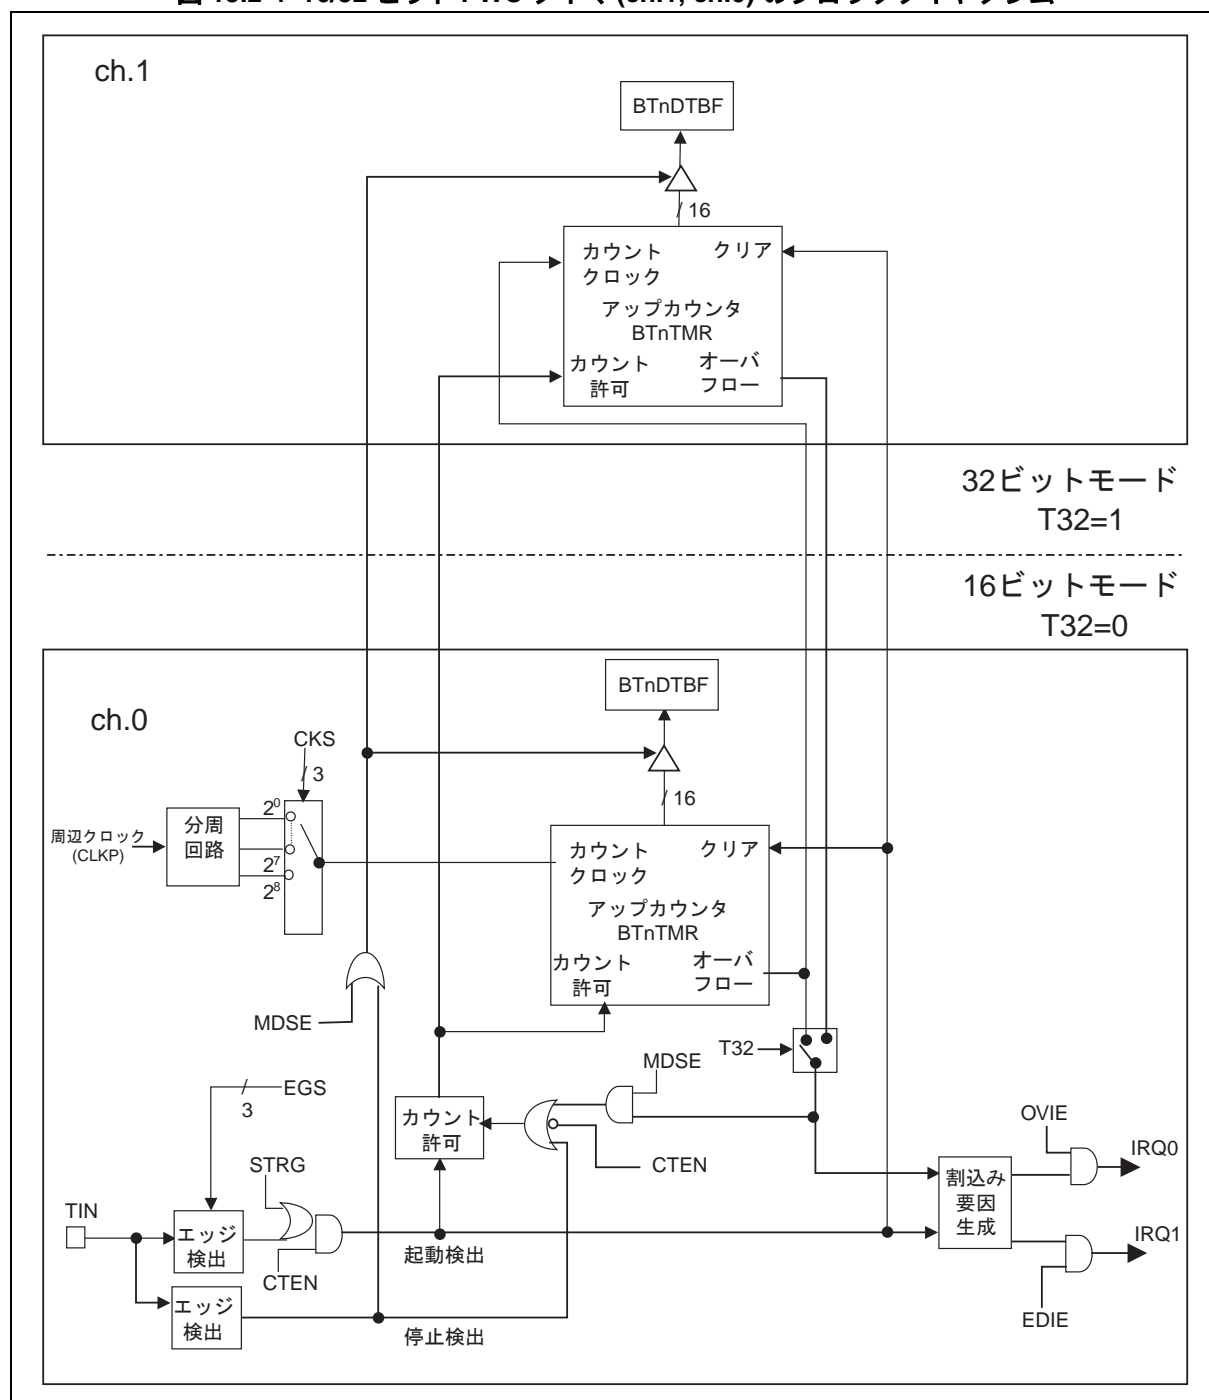 ch.1
BTnDTBF
16
カウント クリア
クロック
アップカウンタ
BTnTMR
カウント オーバ
許可 フロー
32ビットモード
T32=1
16ビットモード
T32=0
ch.0
BTnDTBF
CKS
3
16
周辺クロック
(CLKP)
分周
回路
2⁰
2⁷
2⁸
カウント クリア
クロック
アップカウンタ
BTnTMR
カウント オーバ
許可 フロー
MDSE
T32
MDSE
EGS
3
カウント
許可
CTEN
OVIE
IRQ0
STRG
TIN
エッジ
検出
CTEN
起動検出
割込み
要因
生成
IRQ1
エッジ
検出
停止検出
EDIE